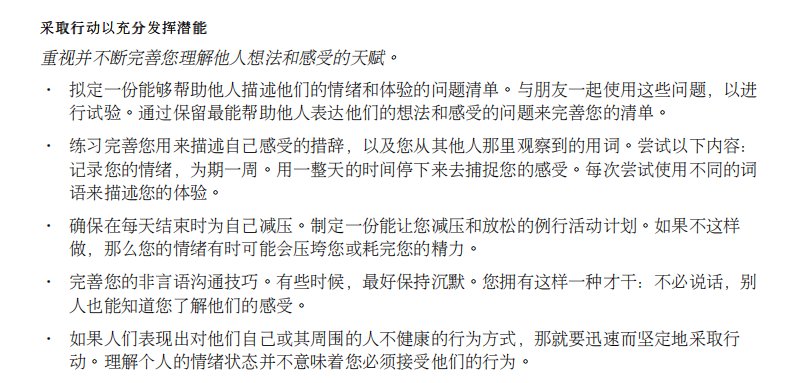 采取行动以充分发挥潜能
重视并不断完善您理解他人想法和感受的天赋。
· 拟定一份能够帮助他人描述他们的情绪和体验的问题清单。与朋友一起使用这些问题，以进
行试验。通过保留最能帮助他人表达他们的想法和感受的问题来完善您的清单。
· 练习完善您用来描述自己感受的措辞，以及您从其他人那里观察到的用词。尝试以下内容：
记录您的情绪，为期一周。用一整天的时间停下来去捕捉您的感受。每次尝试使用不同的词
语来描述您的体验。
· 确保在每天结束时为自己减压。制定一份能让您减压和放松的例行活动计划。如果不这样
做，那么您的情绪有时可能会压垮您或耗完您的精力。
· 完善您的非言语沟通技巧。有些时候，最好保持沉默。您拥有这样一种才干：不必说话，别
人也能知道您了解他们的感受。
· 如果人们表现出对他们自己或其周围的人不健康的行为方式，那就要迅速而坚定地采取行
动。理解个人的情绪状态并不意味着您必须接受他们的行为。